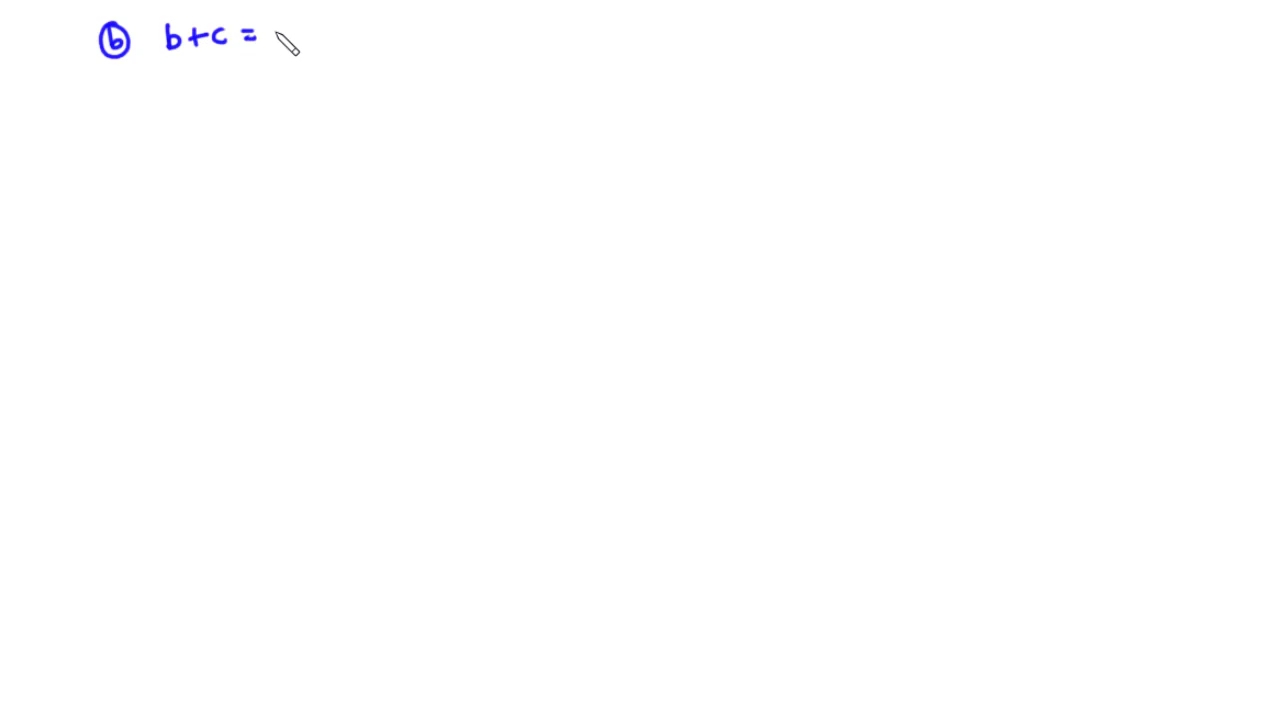 ⓑ b+c =